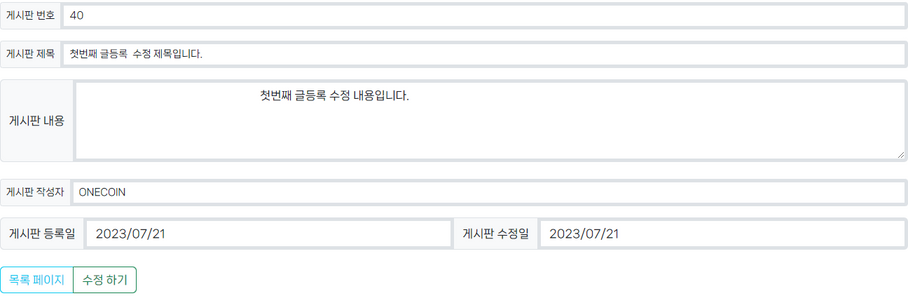 게시판 번호 40
게시판 제목 첫번째 글등록  수정 제목입니다.
게시판 내용 첫번째 글등록 수정 내용입니다.
게시판 작성자 ONECOIN
게시판 등록일 2023/07/21 게시판 수정일 2023/07/21
목록 페이지 수정 하기